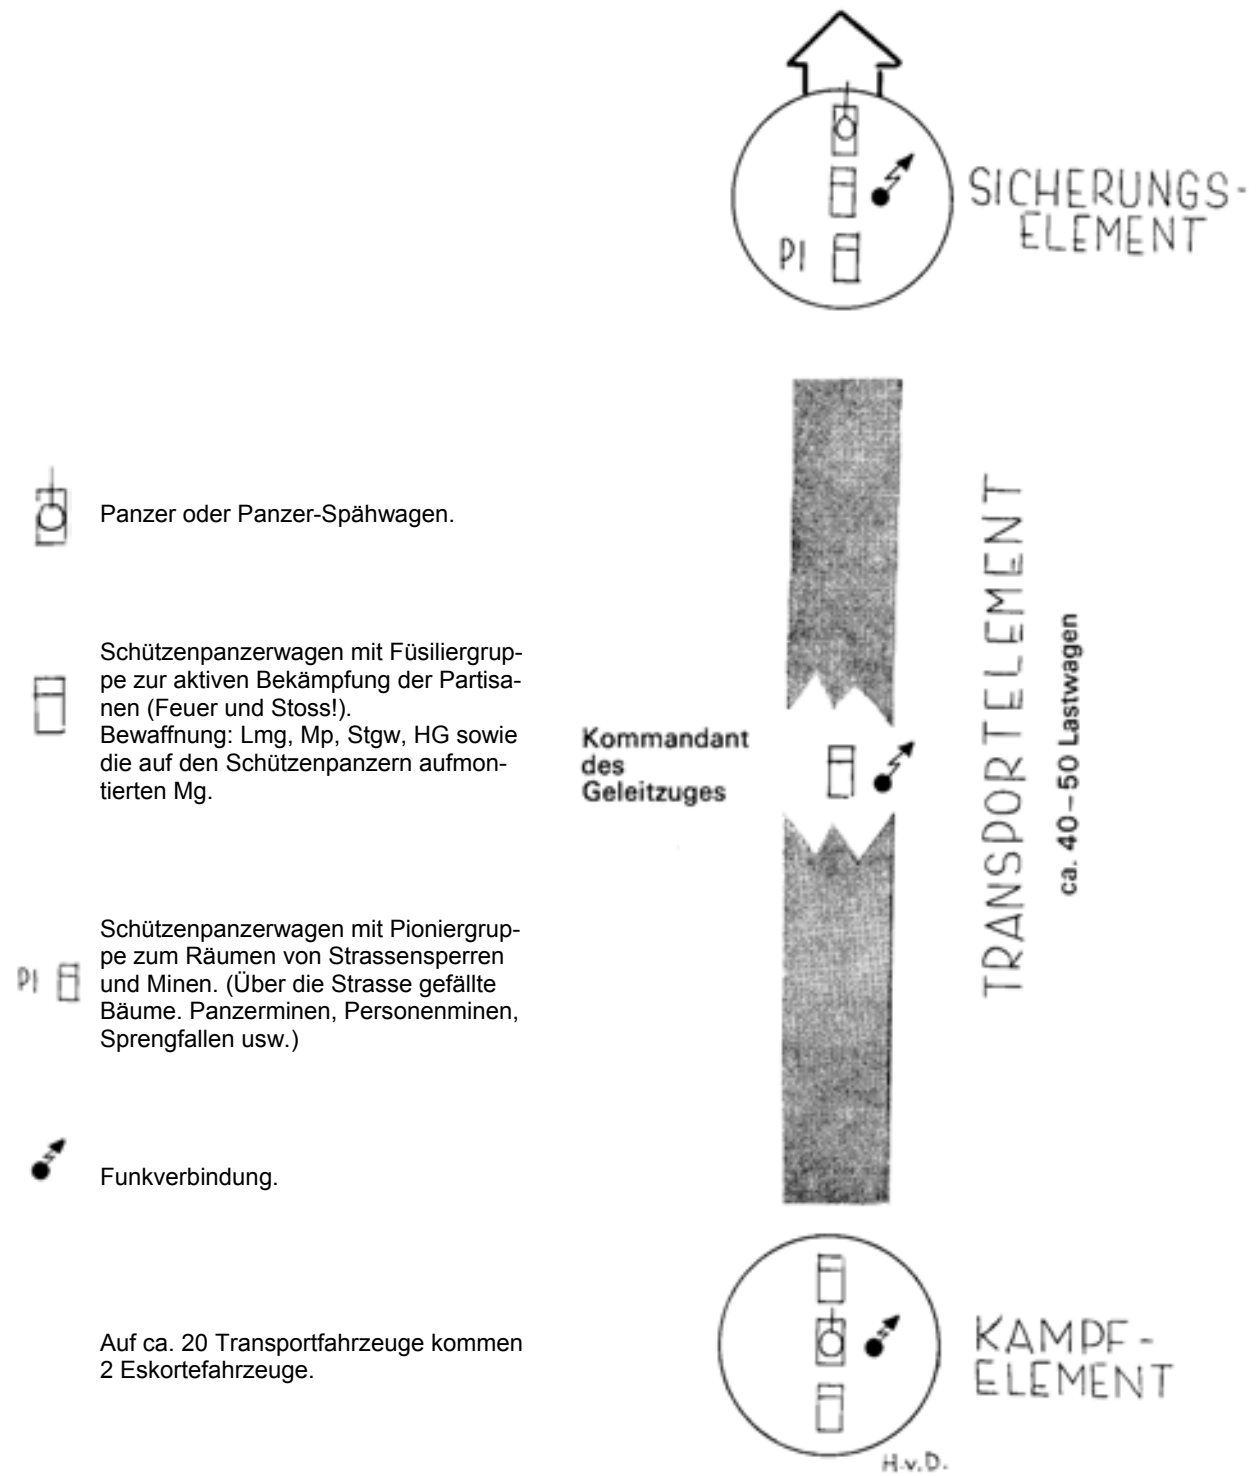 SICHERUNGS-
ELEMENT
PI
Panzer oder Panzer-Spähwagen.
Schützenpanzerwagen mit Füsiliergrup-
pe zur aktiven Bekämpfung der Partisa-
nen (Feuer und Stoss!).
Bewaffnung: Lmg, Mp, Stgw, HG sowie
die auf den Schützenpanzern aufmon-
tierten Mg.
Kommandant
des
Geleitzuges
TRANSPORTELEMENT
ca. 40–50 Lastwagen
PI
Schützenpanzerwagen mit Pioniergrup-
pe zum Räumen von Strassensperren
und Minen. (Über die Strasse gefällte
Bäume. Panzerminen, Personenminen,
Sprengfallen usw.)
Funkverbindung.
Auf ca. 20 Transportfahrzeuge kommen
2 Eskortefahrzeuge.
KAMPF-
ELEMENT
H.v.D.